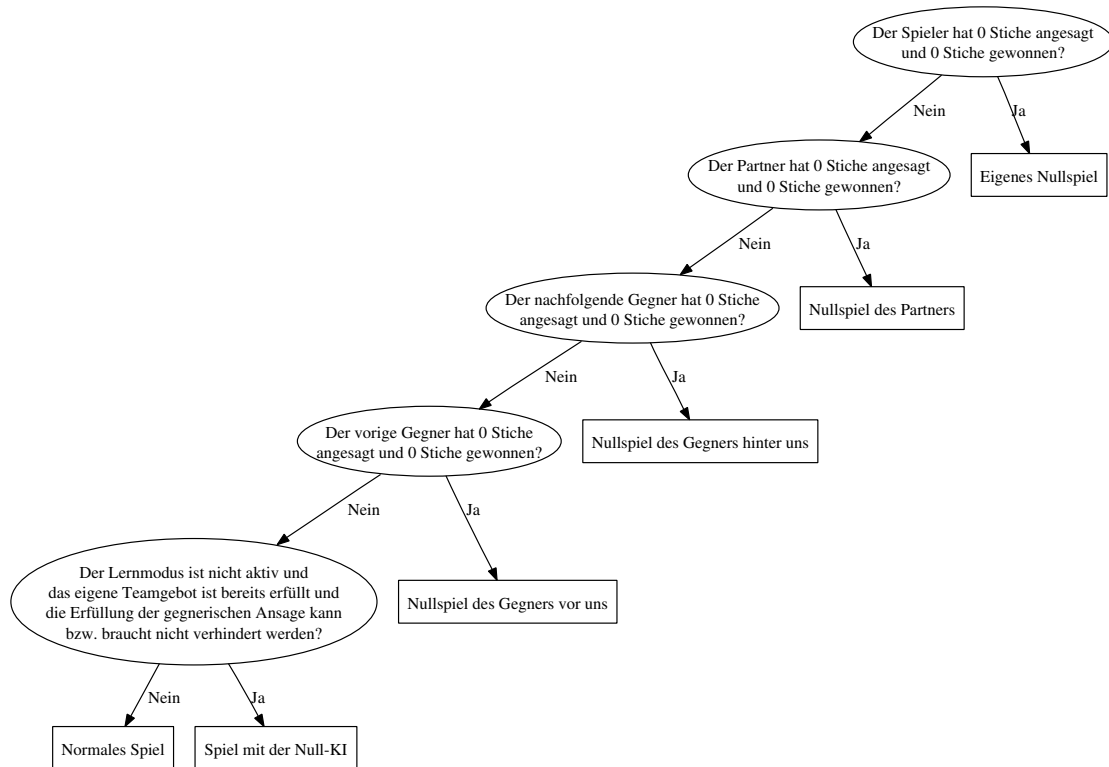 Der Spieler hat 0 Stiche angesagt
und 0 Stiche gewonnen?
Nein
Ja
Der Partner hat 0 Stiche angesagt
und 0 Stiche gewonnen?
Eigenes Nullspiel
Nein
Ja
Der nachfolgende Gegner hat 0 Stiche
angesagt und 0 Stiche gewonnen?
Nullspiel des Partners
Nein
Ja
Der vorige Gegner hat 0 Stiche
angesagt und 0 Stiche gewonnen?
Nullspiel des Gegners hinter uns
Nein
Ja
Der Lernmodus ist nicht aktiv und
das eigene Teamgebot ist bereits erfüllt und
die Erfüllung der gegnerischen Ansage kann
bzw. braucht nicht verhindert werden?
Nullspiel des Gegners vor uns
Nein
Ja
Normales Spiel
Spiel mit der Null-KI